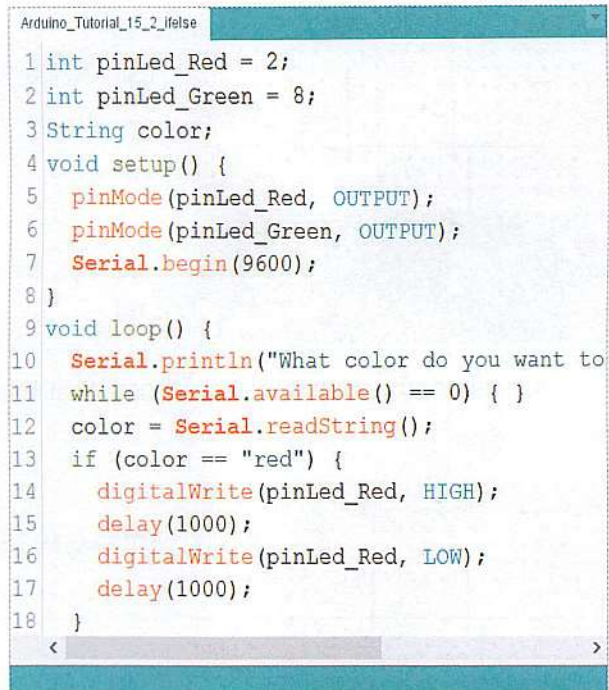 Arduino_Tutorial_15_2_ifelse
1 int pinLed_Red = 2;
2 int pinLed_Green = 8;
3 String color;
4 void setup() {
5   pinMode(pinLed_Red, OUTPUT);
6   pinMode(pinLed_Green, OUTPUT);
7   Serial.begin(9600);
8 }
9 void loop() {
10   Serial.println("What color do you want to
11   while (Serial.available() == 0) { }
12   color = Serial.readString();
13   if (color == "red") {
14     digitalWrite(pinLed_Red, HIGH);
15     delay(1000);
16     digitalWrite(pinLed_Red, LOW);
17     delay(1000);
18   }